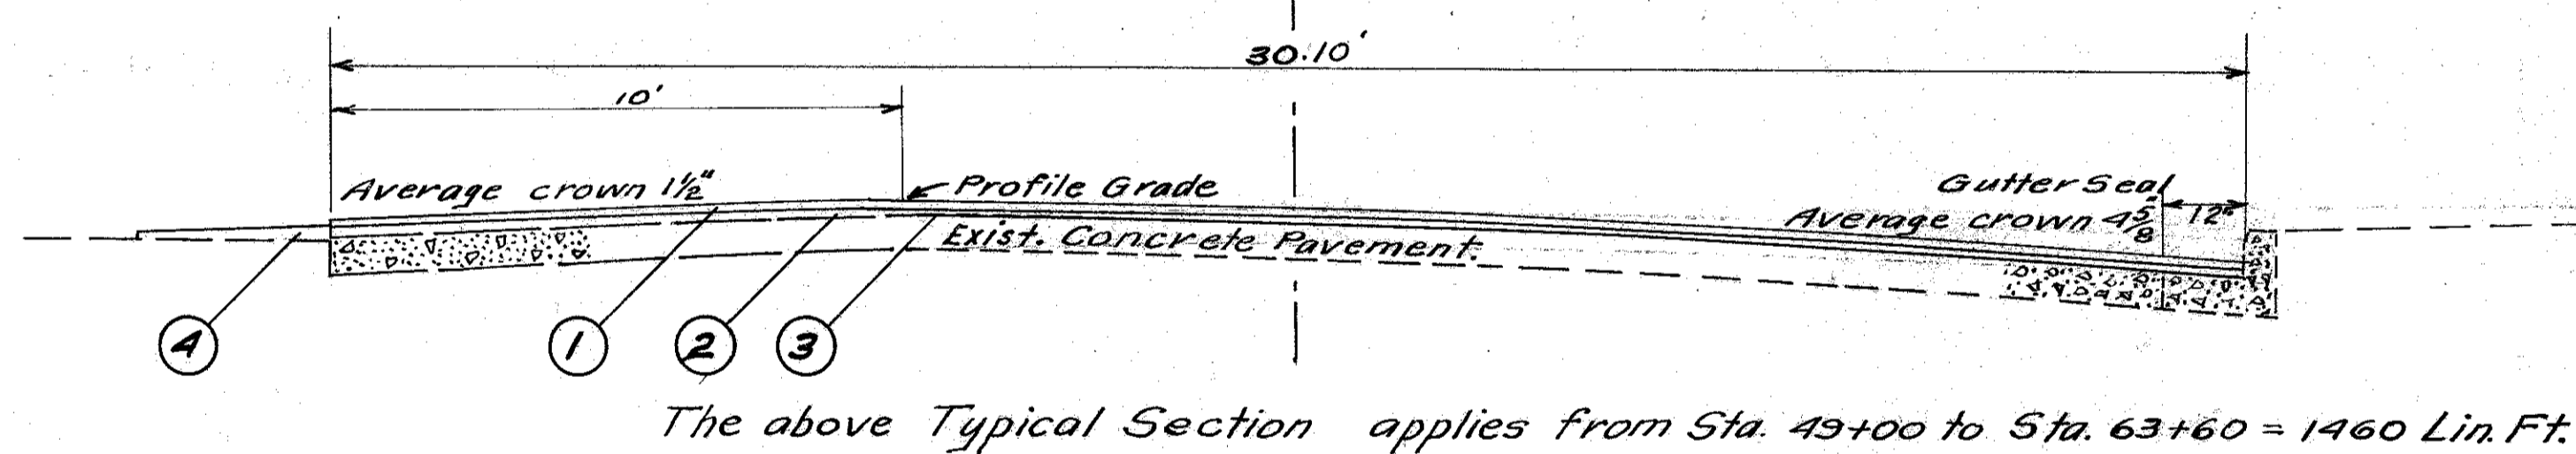 30.10'
10'
Average crown 1½"
Profile Grade
Gutter Seal
Average crown 4⅝"
12"
Exist. Concrete Pavement.
4
1
2
3
The above Typical Section applies from Sta. 49+00 to Sta. 63+60 = 1460 Lin. Ft.